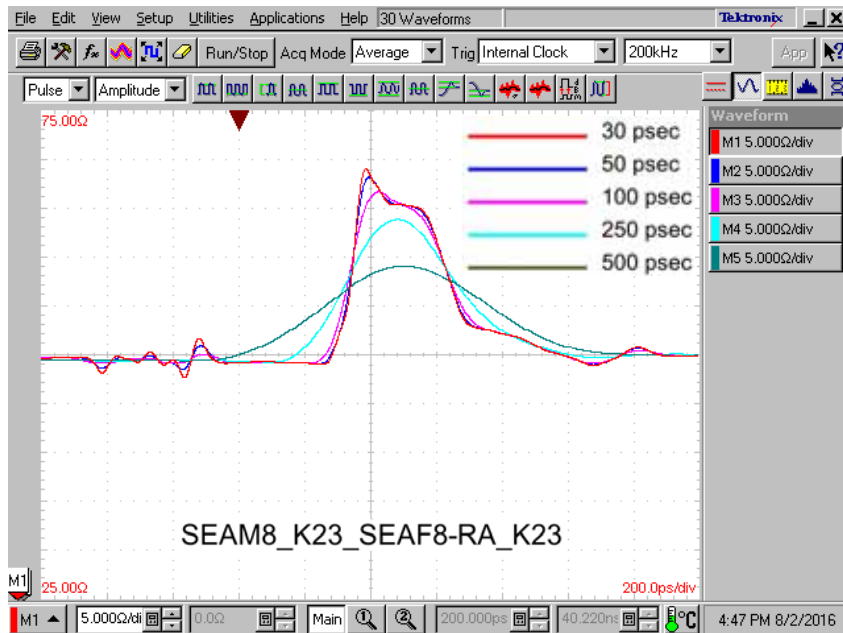 File Edit View Setup Utilities Applications Help 30 Waveforms Tektronix
Run/Stop Acq Mode Average Trig Internal Clock 200kHz App
Pulse Amplitude
75.00Ω
30 psec
50 psec
100 psec
250 psec
500 psec
Waveform
M1 5.000Ω/div
M2 5.000Ω/div
M3 5.000Ω/div
M4 5.000Ω/div
M5 5.000Ω/div
SEAM8_K23_SEAF8-RA_K23
M1
25.00Ω 200.0ps/div
M1 5.000Ω/di 0.0Ω Main 1 2 200.000ps 40.220ns °C 4:47 PM 8/2/2016